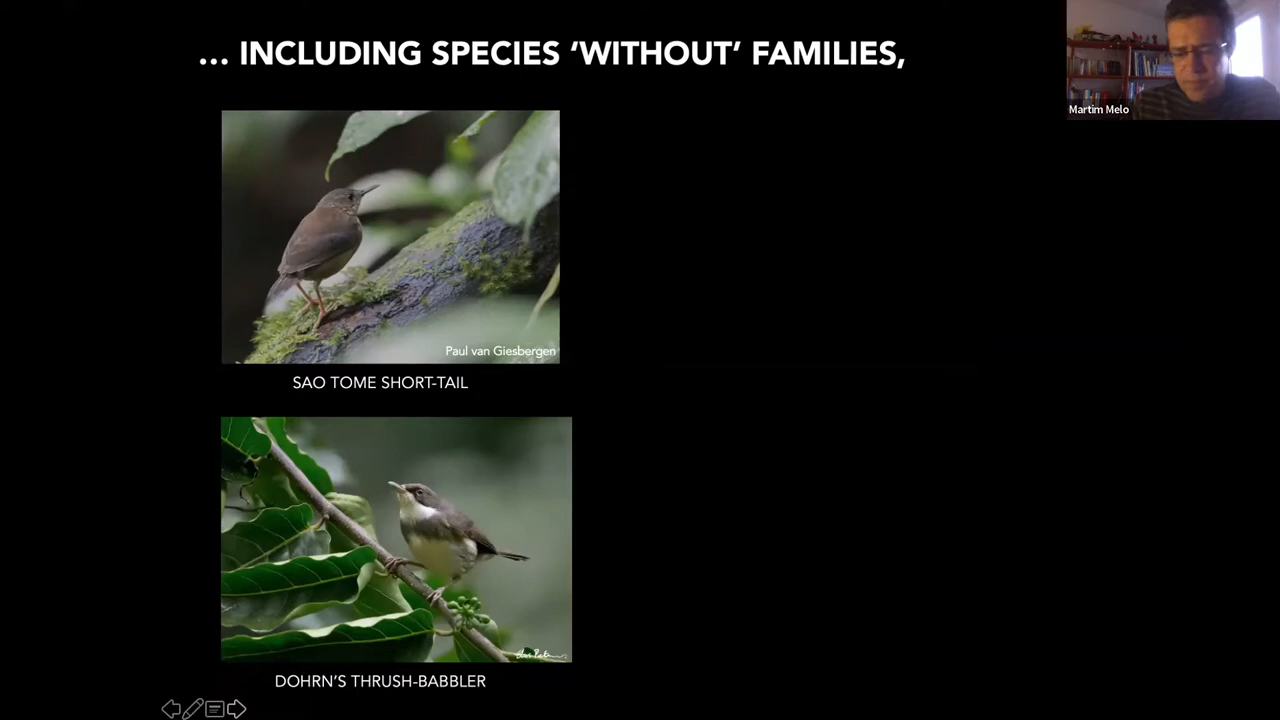 ... INCLUDING SPECIES ‘WITHOUT’ FAMILIES,
Martim Melo
Paul van Giesbergen
SAO TOME SHORT-TAIL
DOHRN’S THRUSH-BABBLER